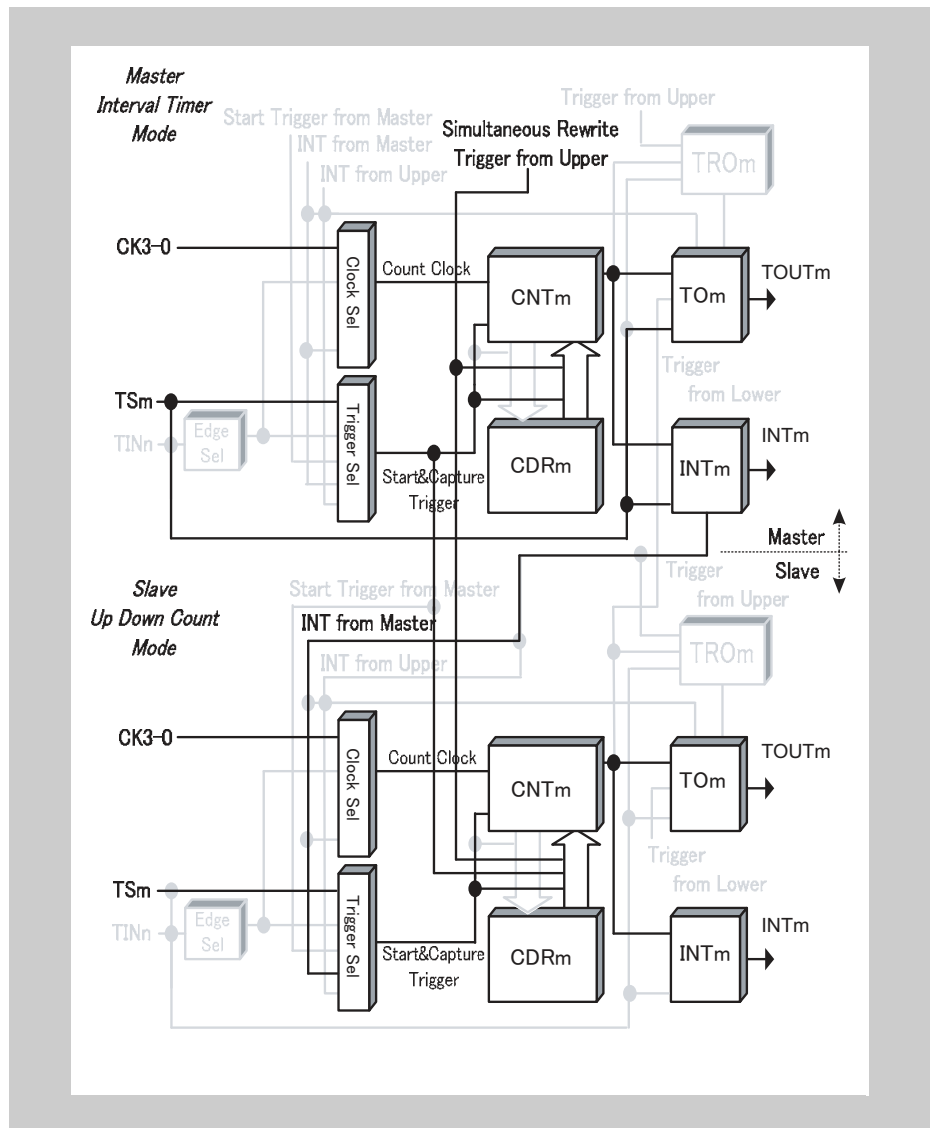 Master
Interval Timer
Mode
Trigger from Upper
Start Trigger from Master
INT from Master
INT from Upper
Simultaneous Rewrite
Trigger from Upper
TROm
CK3-0
Clock Sel
Count Clock
CNTm
TOm
TOUTm
Trigger
from Lower
TSm
TINn
Edge
Sel
Trigger Sel
Start&Capture
Trigger
CDRm
INTm
INTm
Master
Slave
Slave
Up Down Count
Mode
Start Trigger from Master
INT from Master
INT from Upper
Trigger
from Upper
TROm
CK3-0
Clock Sel
Count Clock
CNTm
TOm
TOUTm
Trigger
from Lower
TSm
TINn
Edge
Sel
Trigger Sel
Start&Capture
Trigger
CDRm
INTm
INTm